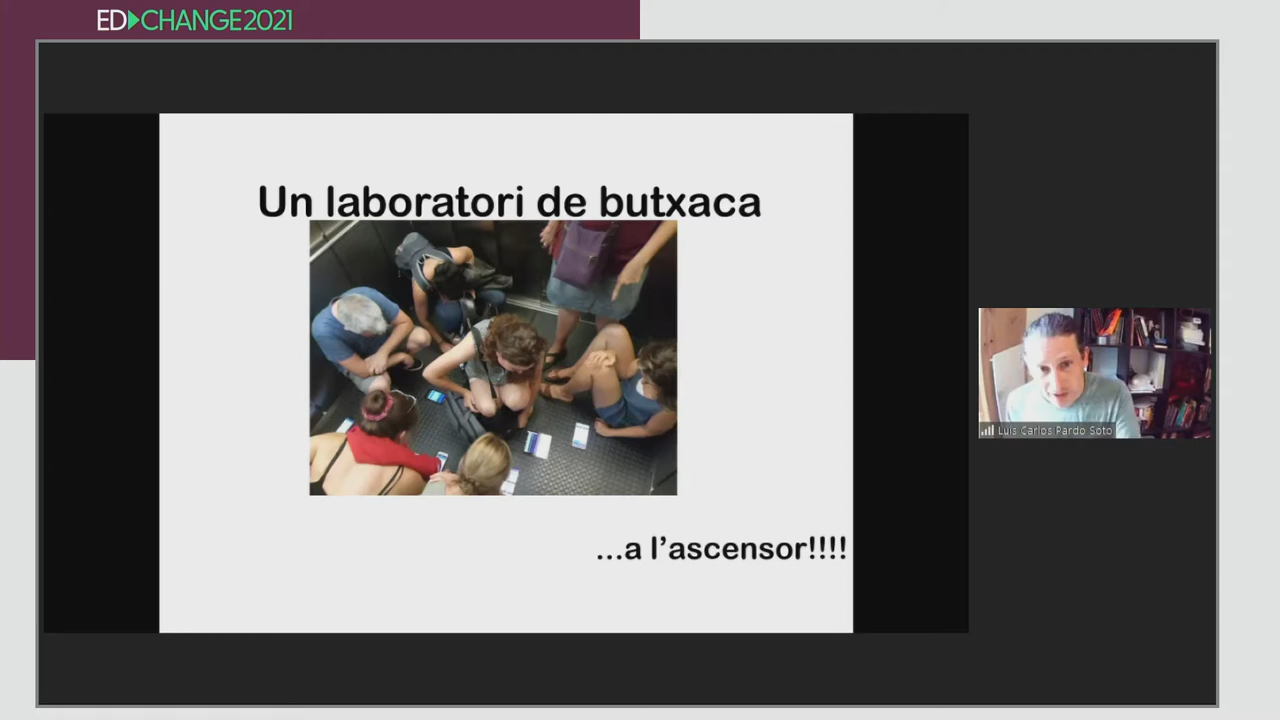 ED▶CHANGE2021
Un laboratori de butxaca
...a l’ascensor!!!!
Luis Carlos Pardo Soto